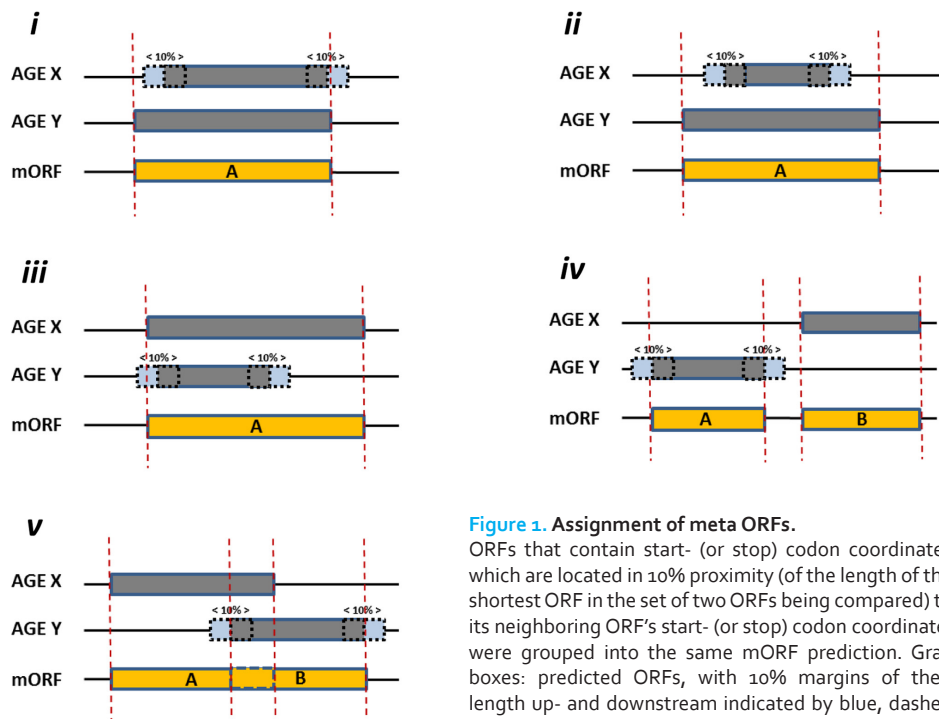 i
< 10% > < 10% >
AGE X
AGE Y
mORF A
ii
< 10% > < 10% >
AGE X
AGE Y
mORF A
iii
AGE X
< 10% > < 10% >
AGE Y
mORF A
iv
AGE X
< 10% > < 10% >
AGE Y
mORF A B
v
AGE X
< 10% > < 10% >
AGE Y
mORF A B
Figure 1. Assignment of meta ORFs.
ORFs that contain start- (or stop) codon coordinate
which are located in 10% proximity (of the length of th
shortest ORF in the set of two ORFs being compared) t
its neighboring ORF's start- (or stop) codon coordinate
were grouped into the same mORF prediction. Gra
boxes: predicted ORFs, with 10% margins of the
length up- and downstream indicated by blue, dashe